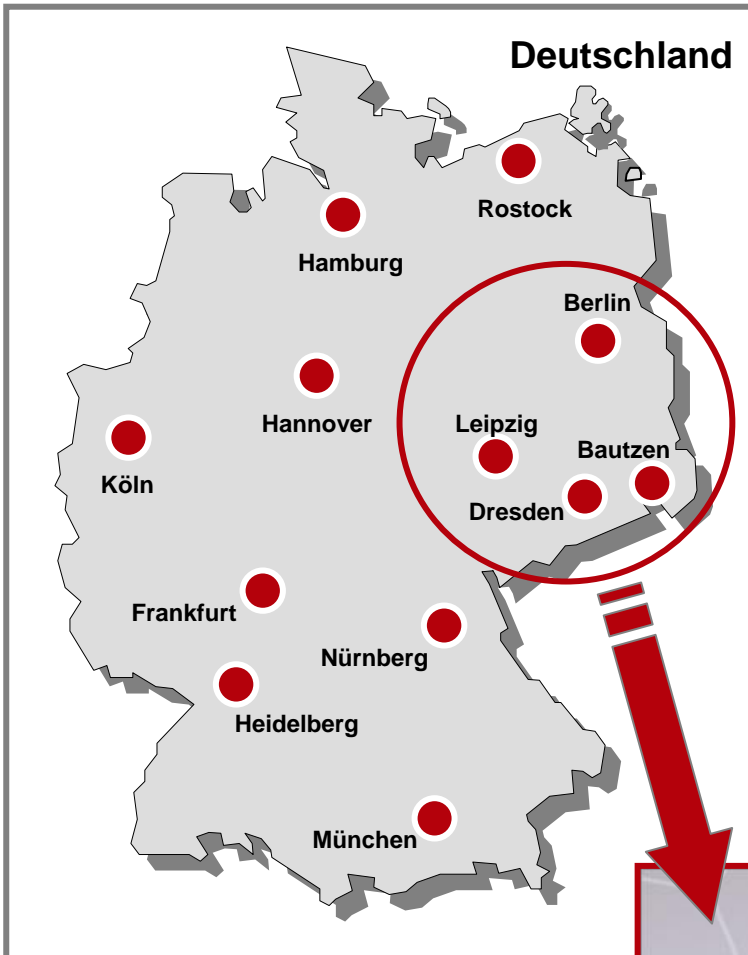 Deutschland
Rostock
Hamburg
Berlin
Hannover
Leipzig
Bautzen
Köln
Dresden
Frankfurt
Nürnberg
Heidelberg
München